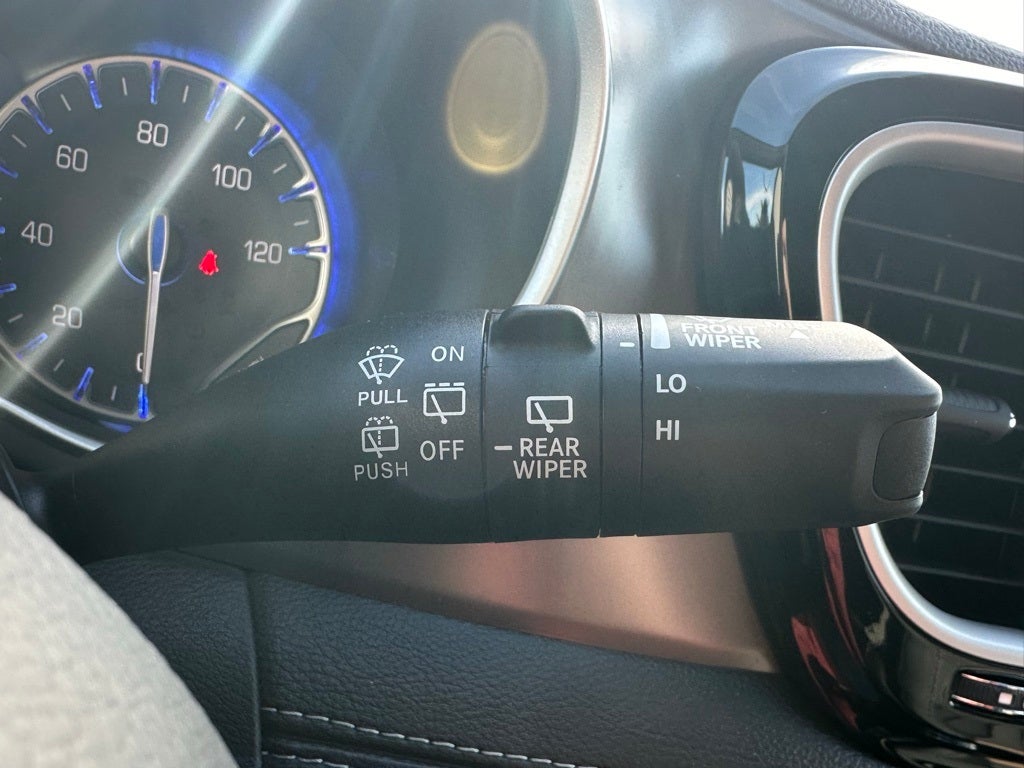 80
60
100
40
120
20
0
ON
PULL
OFF
PUSH
REAR
WIPER
FRONT
WIPER
LO
HI